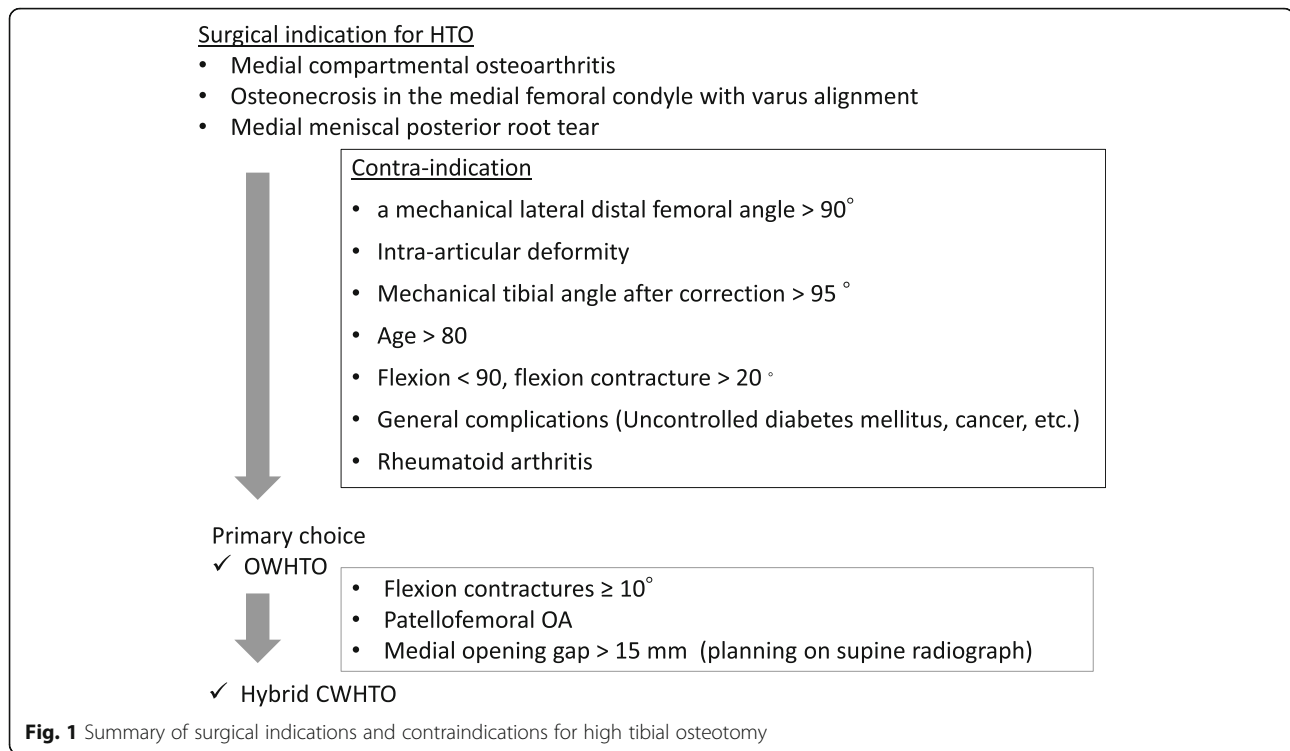 Surgical indication for HTO
• Medial compartmental osteoarthritis
• Osteonecrosis in the medial femoral condyle with varus alignment
• Medial meniscal posterior root tear
Contra-indication
• a mechanical lateral distal femoral angle > 90°
• Intra-articular deformity
• Mechanical tibial angle after correction > 95 °
• Age > 80
• Flexion < 90, flexion contracture > 20 °
• General complications (Uncontrolled diabetes mellitus, cancer, etc.)
• Rheumatoid arthritis
Primary choice
✓ OWHTO
• Flexion contractures ≥ 10°
• Patellofemoral OA
• Medial opening gap > 15 mm (planning on supine radiograph)
✓ Hybrid CWHTO
Fig. 1 Summary of surgical indications and contraindications for high tibial osteotomy